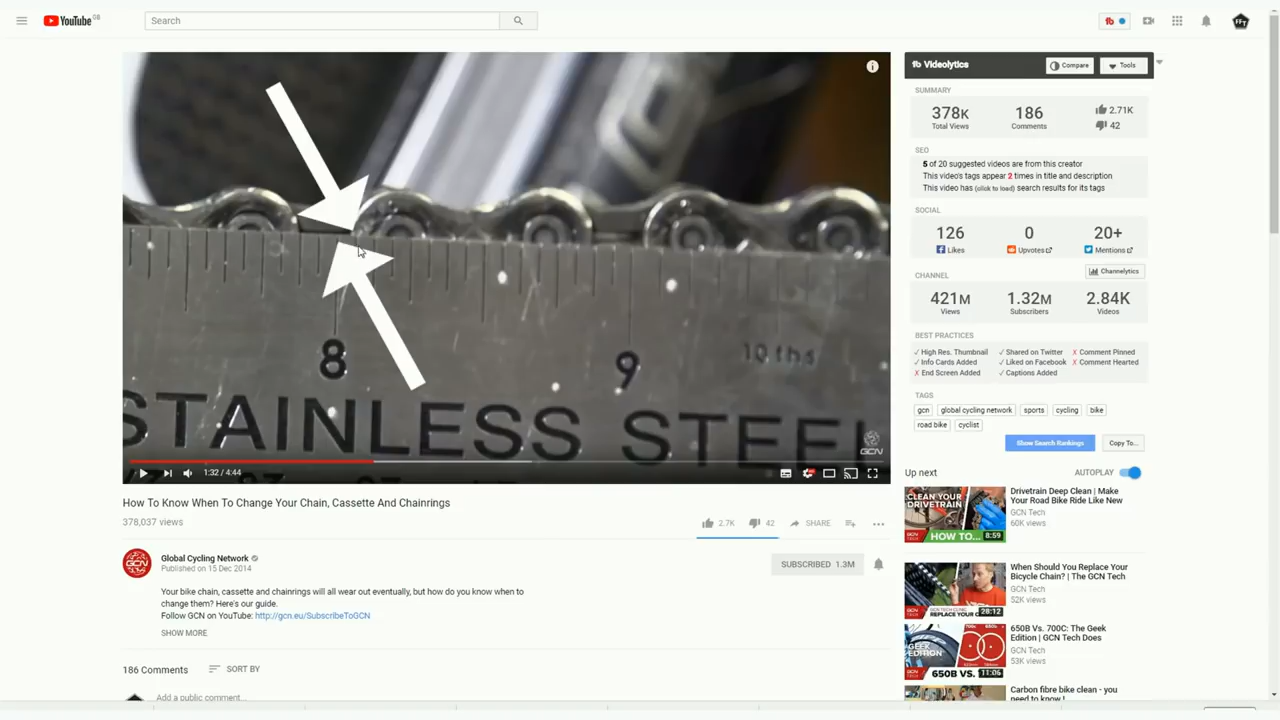 YouTube GB
Search
Videolytics
Compare
Tools
SUMMARY
378K
Total Views
186
Comments
2.71K
42
SEO
5 of 20 suggested videos are from this creator
This video's tags appear 2 times in title and description
This video has (click to load) search results for its tags
SOCIAL
126
Likes
0
Upvotes
20+
Mentions
CHANNEL
Channelytics
421M
Views
1.32M
Subscribers
2.84K
Videos
BEST PRACTICES
✓ High Res. Thumbnail
✓ Shared on Twitter
✗ Comment Pinned
✓ Info Cards Added
✓ Liked on Facebook
✗ Comment Hearted
✗ End Screen Added
✓ Captions Added
TAGS
gcn
global cycling network
sports
cycling
bike
road bike
cyclist
Show Search Rankings
Copy To...
8
9
10 ths
STAINLESS STEEL
GCN
1:32 / 4:44
How To Know When To Change Your Chain, Cassette And Chainrings
378,037 views
2.7K
42
SHARE
Global Cycling Network
Published on 15 Dec 2014
SUBSCRIBED 1.3M
Your bike chain, cassette and chainrings will all wear out eventually, but how do you know when to
change them? Here's our guide.
Follow GCN on YouTube: http://gcn.eu/SubscribeToGCN
SHOW MORE
186 Comments
SORT BY
Add a public comment...
Up next
AUTOPLAY
CLEAN YOUR
DRIVETRAIN
HOW TO...
8:59
Drivetrain Deep Clean | Make
Your Road Bike Ride Like New
GCN Tech
60K views
28:12
When Should You Replace Your
Bicycle Chain? | The GCN Tech
GCN Tech
52K views
GEEK
EDITION
650B VS.
11:06
650B Vs. 700C: The Geek
Edition | GCN Tech Does
GCN Tech
53K views
Carbon fibre bike clean - you
need to know !